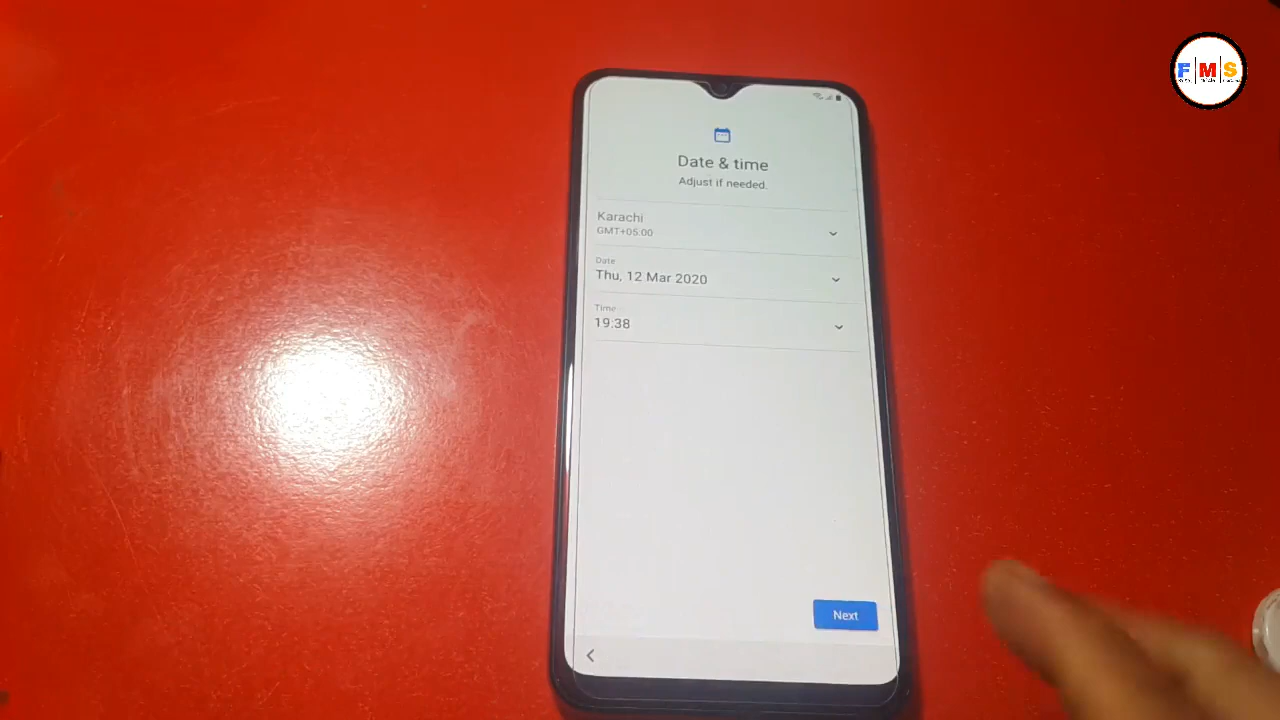 FMS
Date & time
Adjust if needed.
Karachi
GMT+05:00
Date
Thu, 12 Mar 2020
Time
19:38
Next